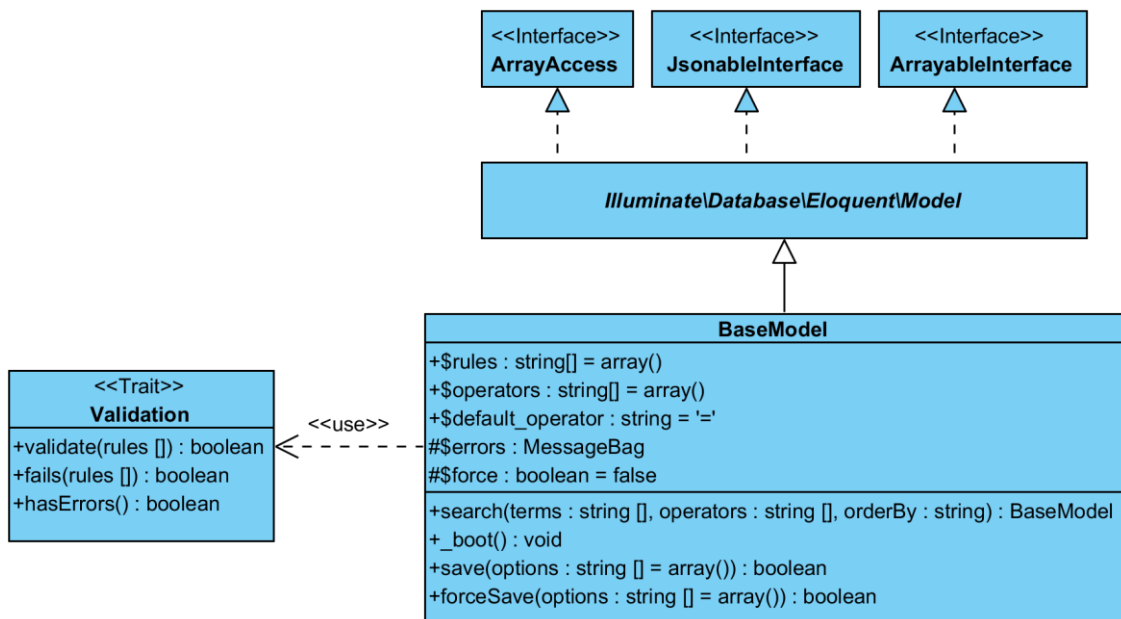 <<Interface>>
ArrayAccess
<<Interface>>
JsonableInterface
<<Interface>>
ArrayableInterface
Illuminate\Database\Eloquent\Model
BaseModel
+$rules : string[] = array()
+$operators : string[] = array()
+$default_operator : string = '='
#$errors : MessageBag
#$force : boolean = false
+search(terms : string [], operators : string [], orderBy : string) : BaseModel
+_boot() : void
+save(options : string [] = array()) : boolean
+forceSave(options : string [] = array()) : boolean
<<use>>
<<Trait>>
Validation
+validate(rules []) : boolean
+fails(rules []) : boolean
+hasErrors() : boolean